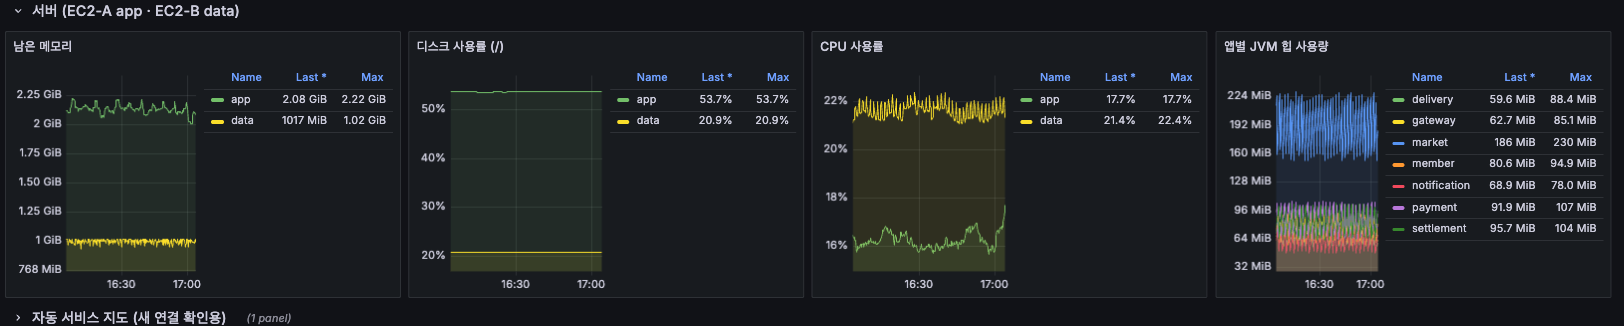 서버 (EC2-A app · EC2-B data)
남은 메모리
2.25 GiB
2 GiB
1.75 GiB
1.50 GiB
1.25 GiB
1 GiB
768 MiB
16:30 17:00
Name Last * Max
app 2.08 GiB 2.22 GiB
data 1017 MiB 1.02 GiB
디스크 사용률 (/)
50%
40%
30%
20%
16:30 17:00
Name Last * Max
app 53.7% 53.7%
data 20.9% 20.9%
CPU 사용률
22%
20%
18%
16%
16:30 17:00
Name Last * Max
app 17.7% 17.7%
data 21.4% 22.4%
앱별 JVM 힙 사용량
224 MiB
192 MiB
160 MiB
128 MiB
96 MiB
64 MiB
32 MiB
16:30 17:00
Name Last * Max
delivery 59.6 MiB 88.4 MiB
gateway 62.7 MiB 85.1 MiB
market 186 MiB 230 MiB
member 80.6 MiB 94.9 MiB
notification 68.9 MiB 78.0 MiB
payment 91.9 MiB 107 MiB
settlement 95.7 MiB 104 MiB
자동 서비스 지도 (새 연결 확인용) (1 panel)